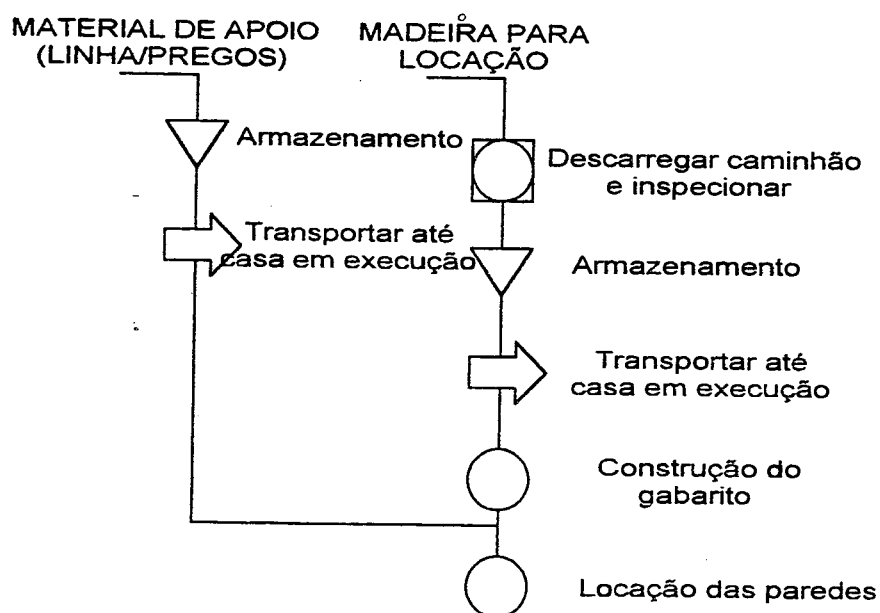 MATERIAL DE APOIO
(LINHA/PREGOS)
MADEIRA PARA
LOCAÇÃO
Armazenamento
Descarregar caminhão
e inspecionar
Transportar até
casa em execução
Armazenamento
Transportar até
casa em execução
Construção do
gabarito
Locação das paredes